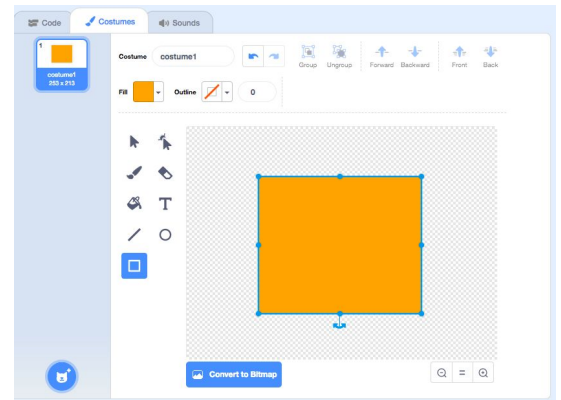 Code
Costumes
Sounds
1
costume1
253 x 213
Costume
costume1
Group
Ungroup
Forward
Backward
Front
Back
Fill
Outline
0
T
Convert to Bitmap